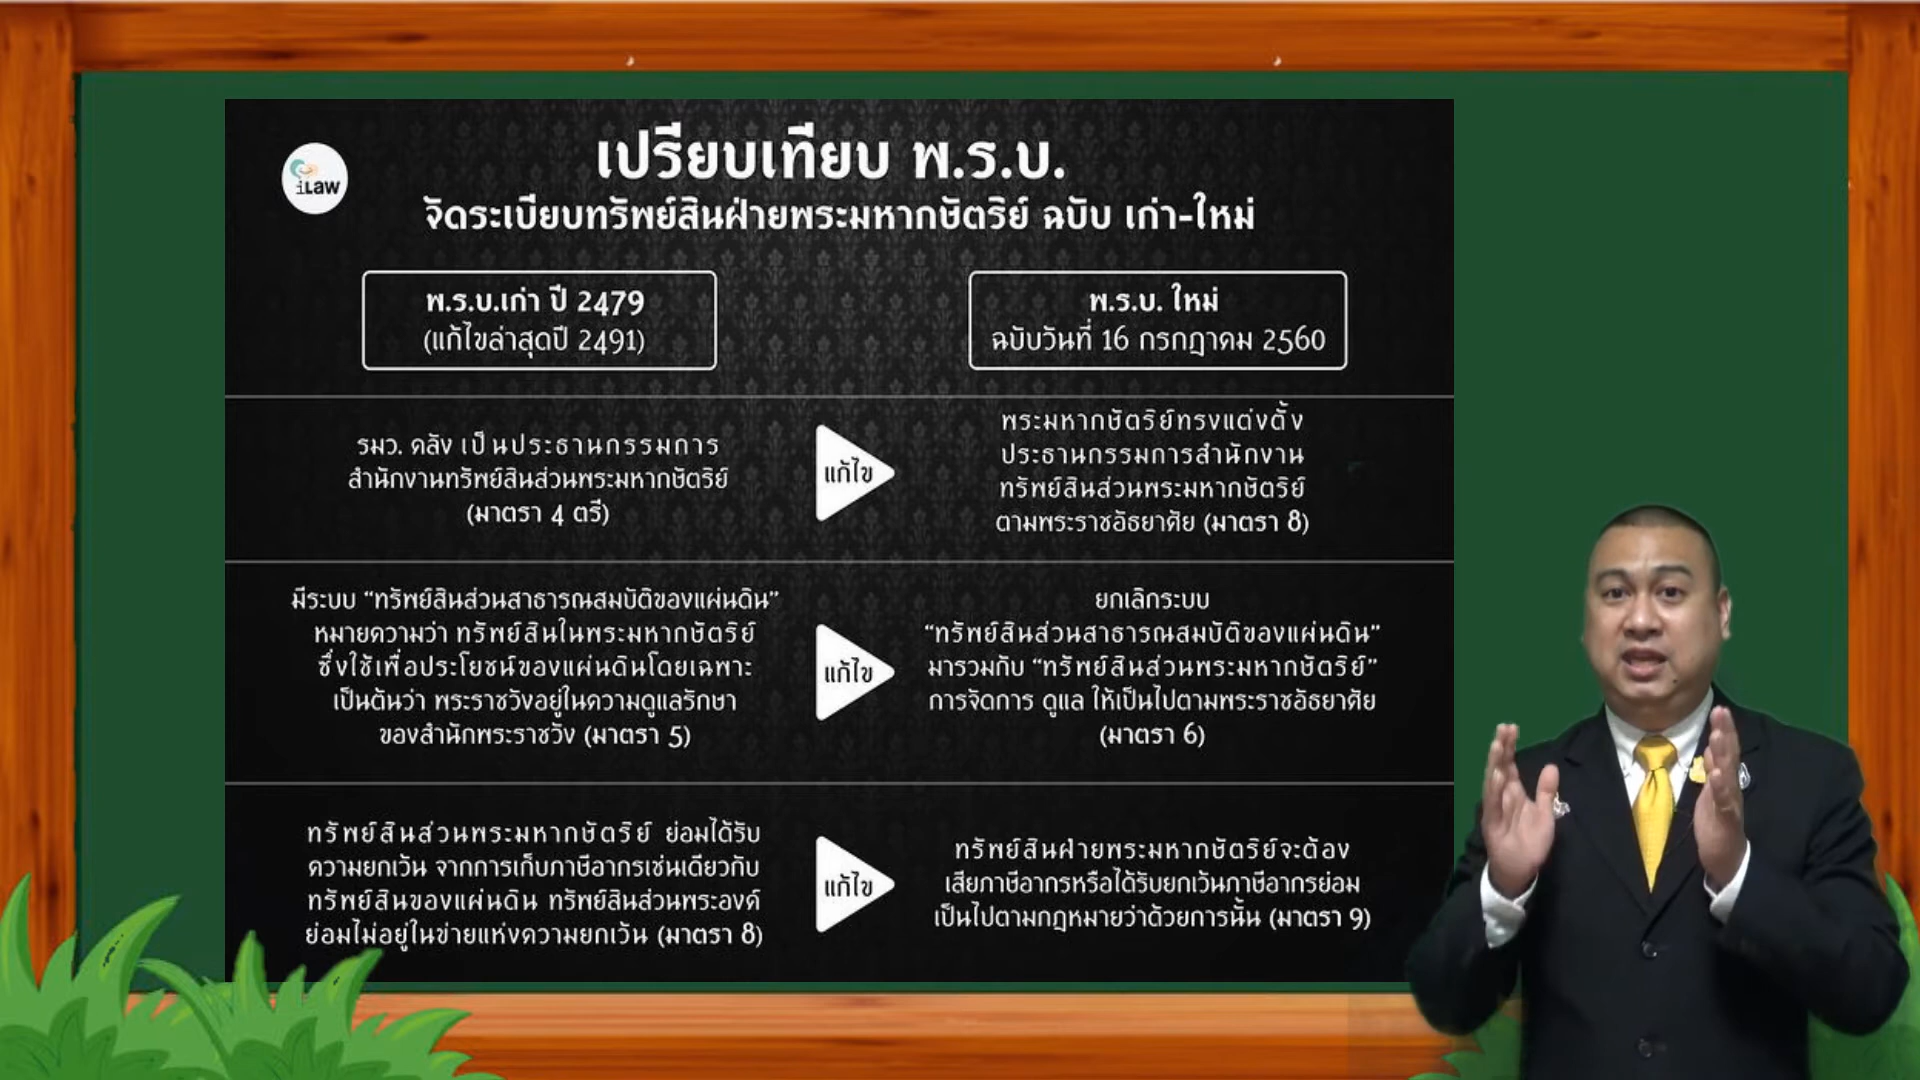 iLaw
เปรียบเทียบ พ.ร.บ.
จัดระเบียบทรัพย์สินฝ่ายพระมหากษัตริย์ ฉบับ เก่า-ใหม่
พ.ร.บ.เก่า ปี 2479
(แก้ไขล่าสุดปี 2491)
พ.ร.บ. ใหม่
ฉบับวันที่ 16 กรกฎาคม 2560
รมว. คลัง เป็นประธานกรรมการ
สำนักงานทรัพย์สินส่วนพระมหากษัตริย์
(มาตรา 4 ตรี)
แก้ไข
พระมหากษัตริย์ทรงแต่งตั้ง
ประธานกรรมการสำนักงาน
ทรัพย์สินส่วนพระมหากษัตริย์
ตามพระราชอัธยาศัย (มาตรา 8)
มีระบบ “ทรัพย์สินส่วนสาธารณสมบัติของแผ่นดิน”
หมายความว่า ทรัพย์สินในพระมหากษัตริย์
ซึ่งใช้เพื่อประโยชน์ของแผ่นดินโดยเฉพาะ
เป็นต้นว่า พระราชวังอยู่ในความดูแลรักษา
ของสำนักพระราชวัง (มาตรา 5)
แก้ไข
ยกเลิกระบบ
“ทรัพย์สินส่วนสาธารณสมบัติของแผ่นดิน”
มารวมกับ “ทรัพย์สินส่วนพระมหากษัตริย์”
การจัดการ ดูแล ให้เป็นไปตามพระราชอัธยาศัย
(มาตรา 6)
ทรัพย์สินส่วนพระมหากษัตริย์ ย่อมได้รับ
ความยกเว้น จากการเก็บภาษีอากรเช่นเดียวกับ
ทรัพย์สินของแผ่นดิน ทรัพย์สินส่วนพระองค์
ย่อมไม่อยู่ในข่ายแห่งความยกเว้น (มาตรา 8)
แก้ไข
ทรัพย์สินฝ่ายพระมหากษัตริย์จะต้อง
เสียภาษีอากรหรือได้รับยกเว้นภาษีอากรย่อม
เป็นไปตามกฎหมายว่าด้วยการนั้น (มาตรา 9)